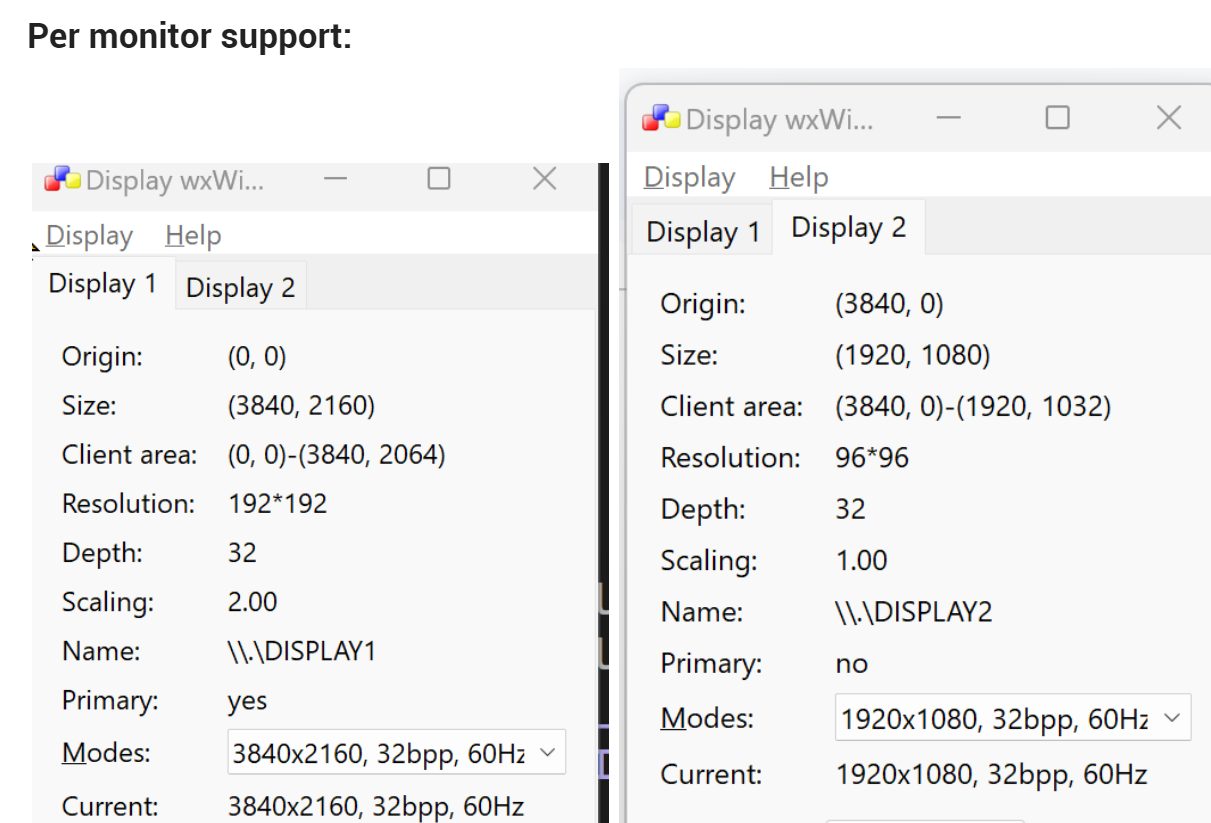 Per monitor support:
Display wxWi...
Display Help
Display 1 Display 2
Origin: (0, 0)
Size: (3840, 2160)
Client area: (0, 0)-(3840, 2064)
Resolution: 192*192
Depth: 32
Scaling: 2.00
Name: \\.\DISPLAY1
Primary: yes
Modes: 3840x2160, 32bpp, 60Hz
Current: 3840x2160, 32bpp, 60Hz
Display wxWi...
Display Help
Display 1 Display 2
Origin: (3840, 0)
Size: (1920, 1080)
Client area: (3840, 0)-(1920, 1032)
Resolution: 96*96
Depth: 32
Scaling: 1.00
Name: \\.\DISPLAY2
Primary: no
Modes: 1920x1080, 32bpp, 60Hz
Current: 1920x1080, 32bpp, 60Hz